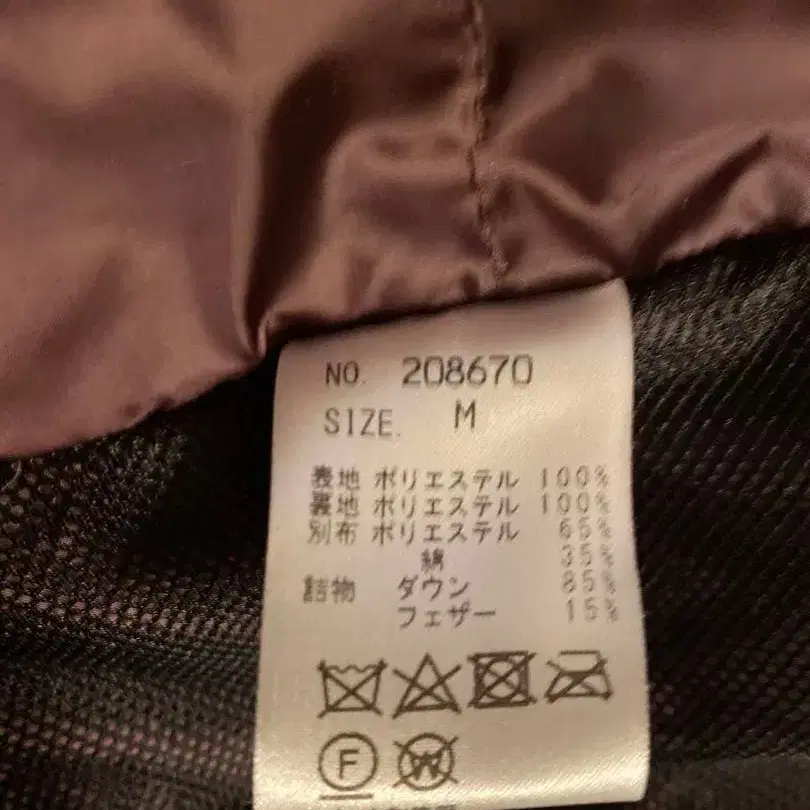 NO. 208670
SIZE. M
表地 ポリエステル 100%
裏地 ポリエステル 100%
別布 ポリエステル 65%
綿 35%
詰物 ダウン 85%
フェザー 15%
F W